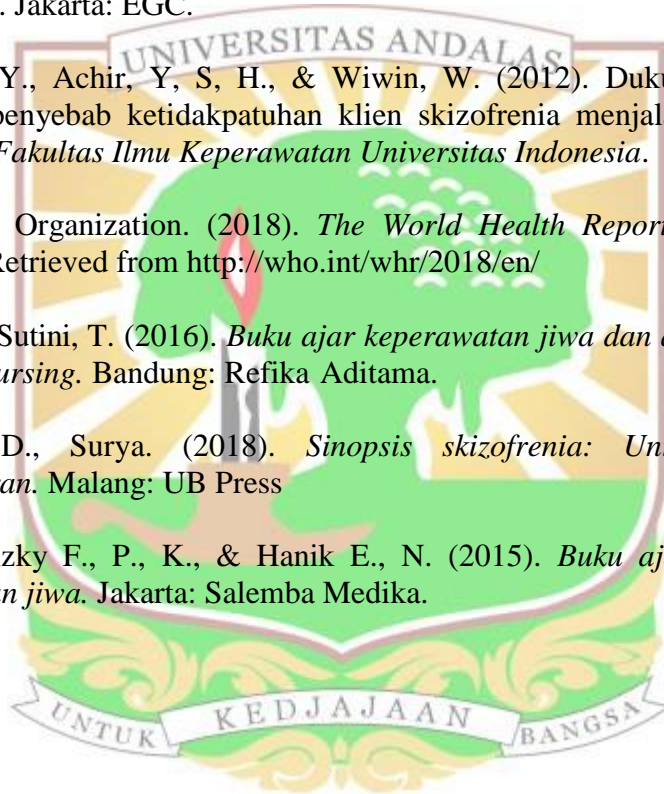 . Jakarta: EGC.
UNIVERSITAS ANDALAS
Y., Achir, Y, S, H., & Wiwin, W. (2012). Duku
penyebab ketidakpatuhan klien skizofrenia menjal
Fakultas Ilmu Keperawatan Universitas Indonesia.
Organization. (2018). The World Health Report
Retrieved from http://who.int/whr/2018/en/
Sutini, T. (2016). Buku ajar keperawatan jiwa dan
ursing. Bandung: Refika Aditama.
D., Surya. (2018). Sinopsis skizofrenia: Un
an. Malang: UB Press
zky F., P., K., & Hanik E., N. (2015). Buku aj
n jiwa. Jakarta: Salemba Medika.
UNTUK KEDJAJAAN BANGSA